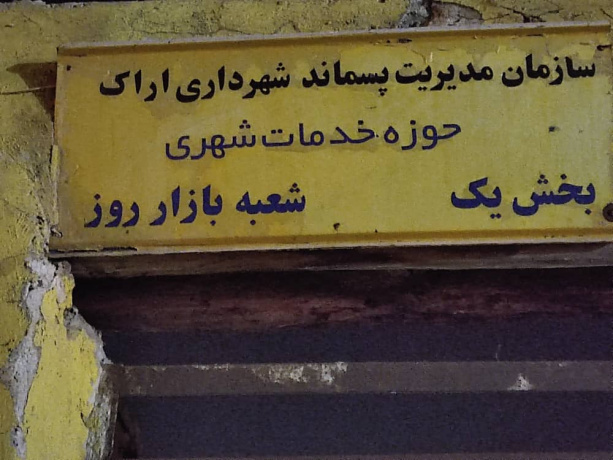 سازمان مدیریت پسماند شهرداری اراک
حوزه خدمات شهری
بخش یک شعبه بازار روز